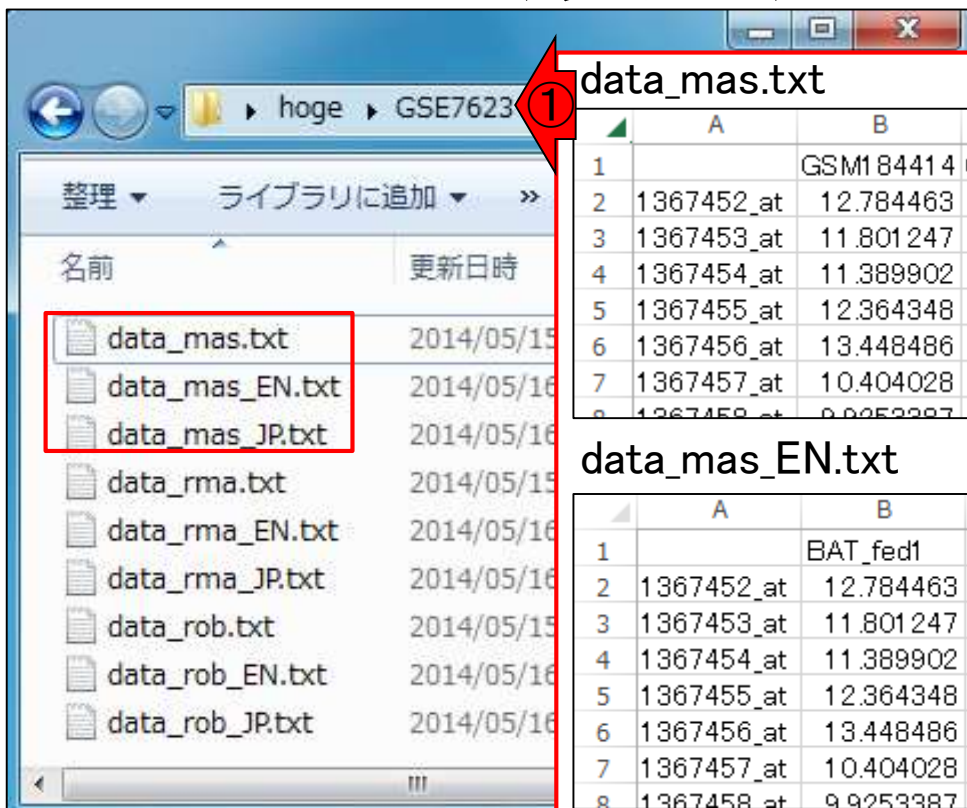 hoge ▸ GSE7623
①
整理 ▼ ライブラリに追加 ▼ »
名前 更新日時
data_mas.txt 2014/05/15
data_mas_EN.txt 2014/05/16
data_mas_JP.txt 2014/05/16
data_rma.txt 2014/05/15
data_rma_EN.txt 2014/05/16
data_rma_JP.txt 2014/05/16
data_rob.txt 2014/05/15
data_rob_EN.txt 2014/05/16
data_rob_JP.txt 2014/05/16
data_mas.txt
A B
1 GSM184414
2 1367452_at 12.784463
3 1367453_at 11.801247
4 1367454_at 11.389902
5 1367455_at 12.364348
6 1367456_at 13.448486
7 1367457_at 10.404028
data_mas_EN.txt
A B
1 BAT_fed1
2 1367452_at 12.784463
3 1367453_at 11.801247
4 1367454_at 11.389902
5 1367455_at 12.364348
6 1367456_at 13.448486
7 1367457_at 10.404028
8 1367458_at 9.9253387